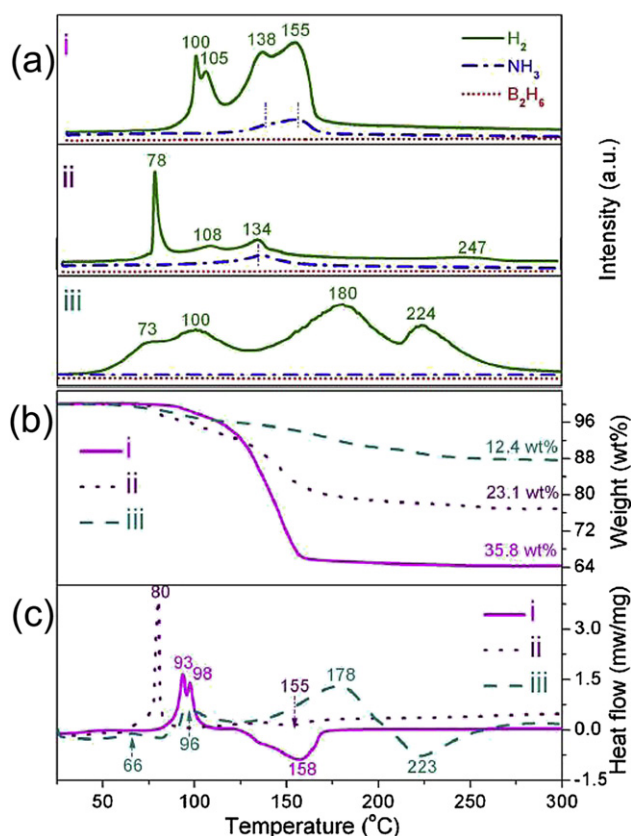 (a)
i
100
105
138
155
H₂
NH₃
B₂H₆
ii
78
108
134
247
iii
73
100
180
224
Intensity (a.u.)
(b)
i
ii
iii
12.4 wt%
23.1 wt%
35.8 wt%
96
88
80
72
64
Weight (wt%)
(c)
80
93
98
96
66
155
178
158
223
i
ii
iii
3.0
1.5
0.0
-1.5
Heat flow (mw/mg)
50
100
150
200
250
300
Temperature (°C)